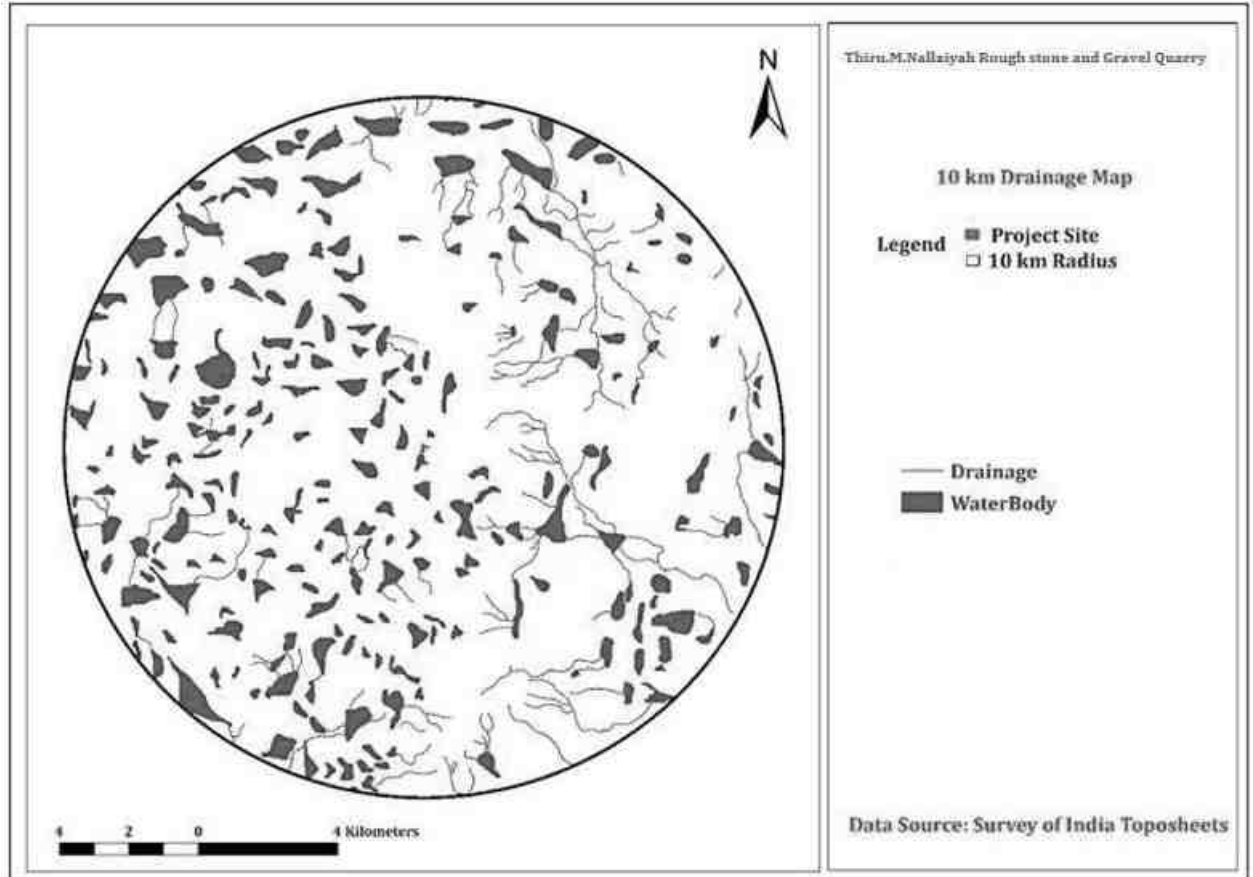 Thiru.M.Nallaiyah Rough stone and Gravel Quarry
N
10 km Drainage Map
Legend
Project Site
10 km Radius
Drainage
WaterBody
4 2 0 4 Kilometers
Data Source: Survey of India Toposheets